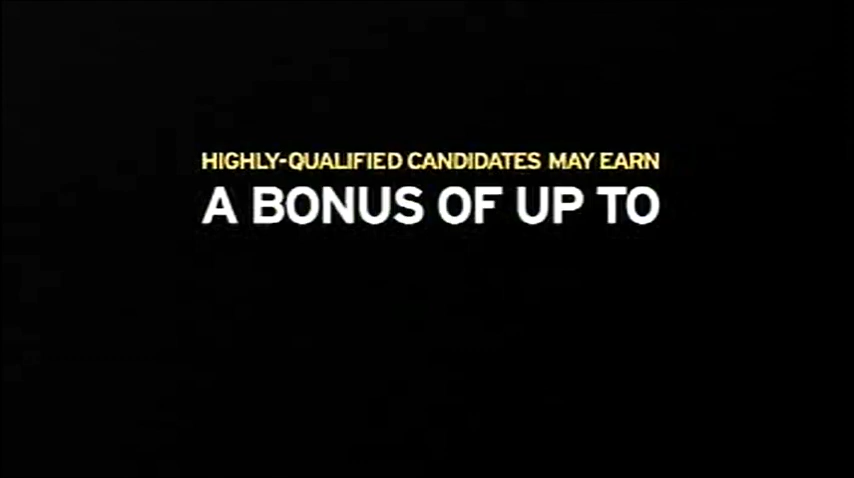 HIGHLY-QUALIFIED CANDIDATES MAY EARN
A BONUS OF UP TO